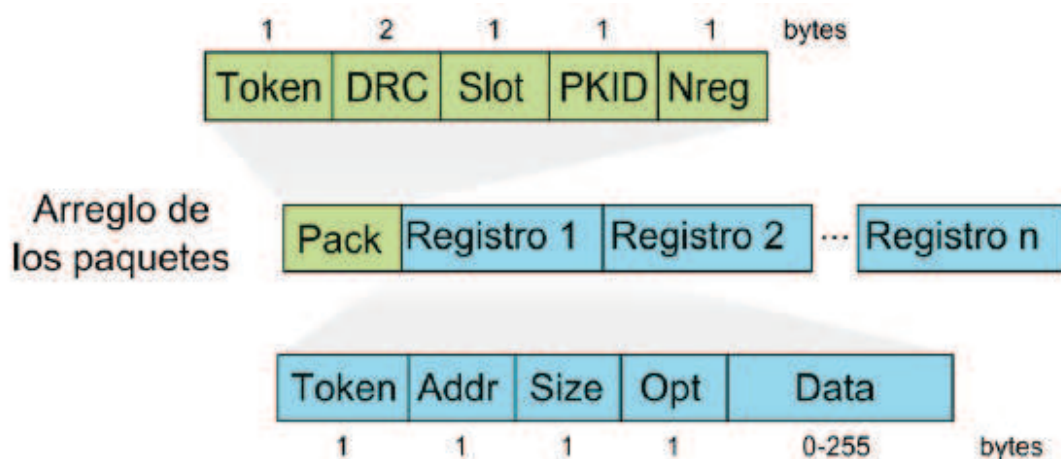 1 2 1 1 1 bytes
Token DRC Slot PKID Nreg
Arreglo de
los paquetes
Pack Registro 1 Registro 2 ... Registro n
Token Addr Size Opt Data
1 1 1 1 0-255 bytes